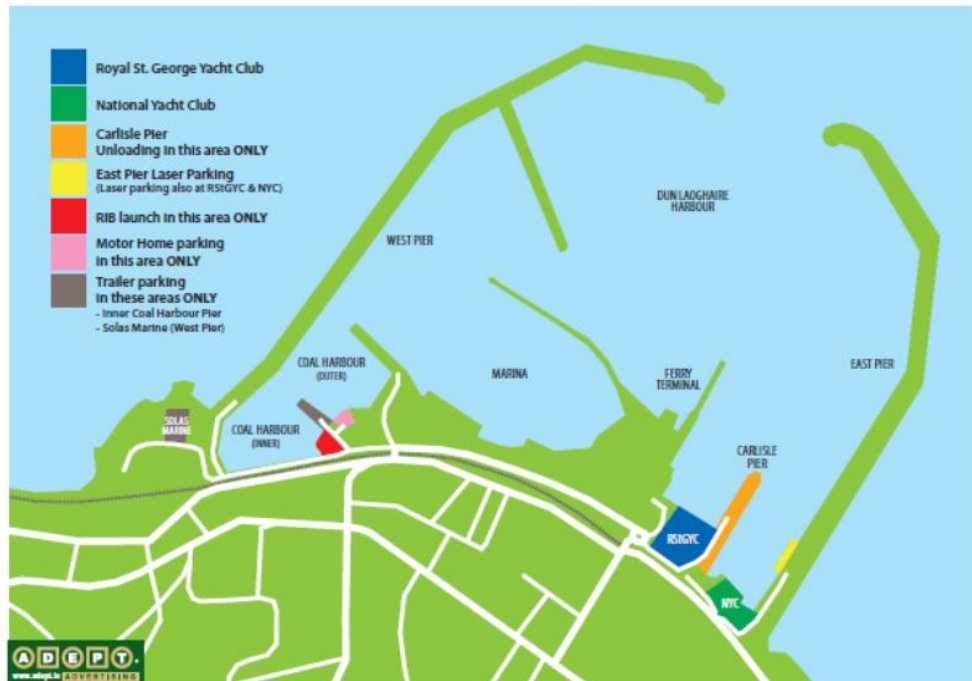 Royal St. George Yacht Club
National Yacht Club
Carlisle Pier
Unloading in this area ONLY
East Pier Laser Parking
(Laser parking also at RStGYC & NYC)
RIB launch in this area ONLY
Motor Home parking
in this area ONLY
Trailer parking
in these areas ONLY
- Inner Coal Harbour Pier
- Solas Marine (West Pier)
DUN LAOGHAIRE
HARBOUR
WEST PIER
EAST PIER
COAL HARBOUR
(OUTER)
MARINA
FERRY
TERMINAL
SOLAS
MARINE
COAL HARBOUR
(INNER)
CARLISLE
PIER
RStGYC
NYC
ADEPT.
www.adept.ie ADVERTISING